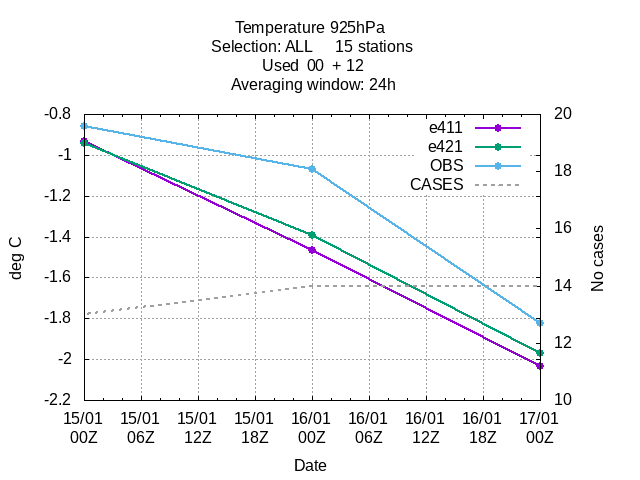 Temperature 925hPa
Selection: ALL     15 stations
Used  00  + 12
Averaging window: 24h
-0.8
-1
-1.2
-1.4
-1.6
-1.8
-2
-2.2
20
18
16
14
12
10
e411
e421
OBS
CASES
deg C
No cases
15/01 15/01 15/01 15/01 16/01 16/01 16/01 16/01 17/01
00Z 06Z 12Z 18Z 00Z 06Z 12Z 18Z 00Z
Date